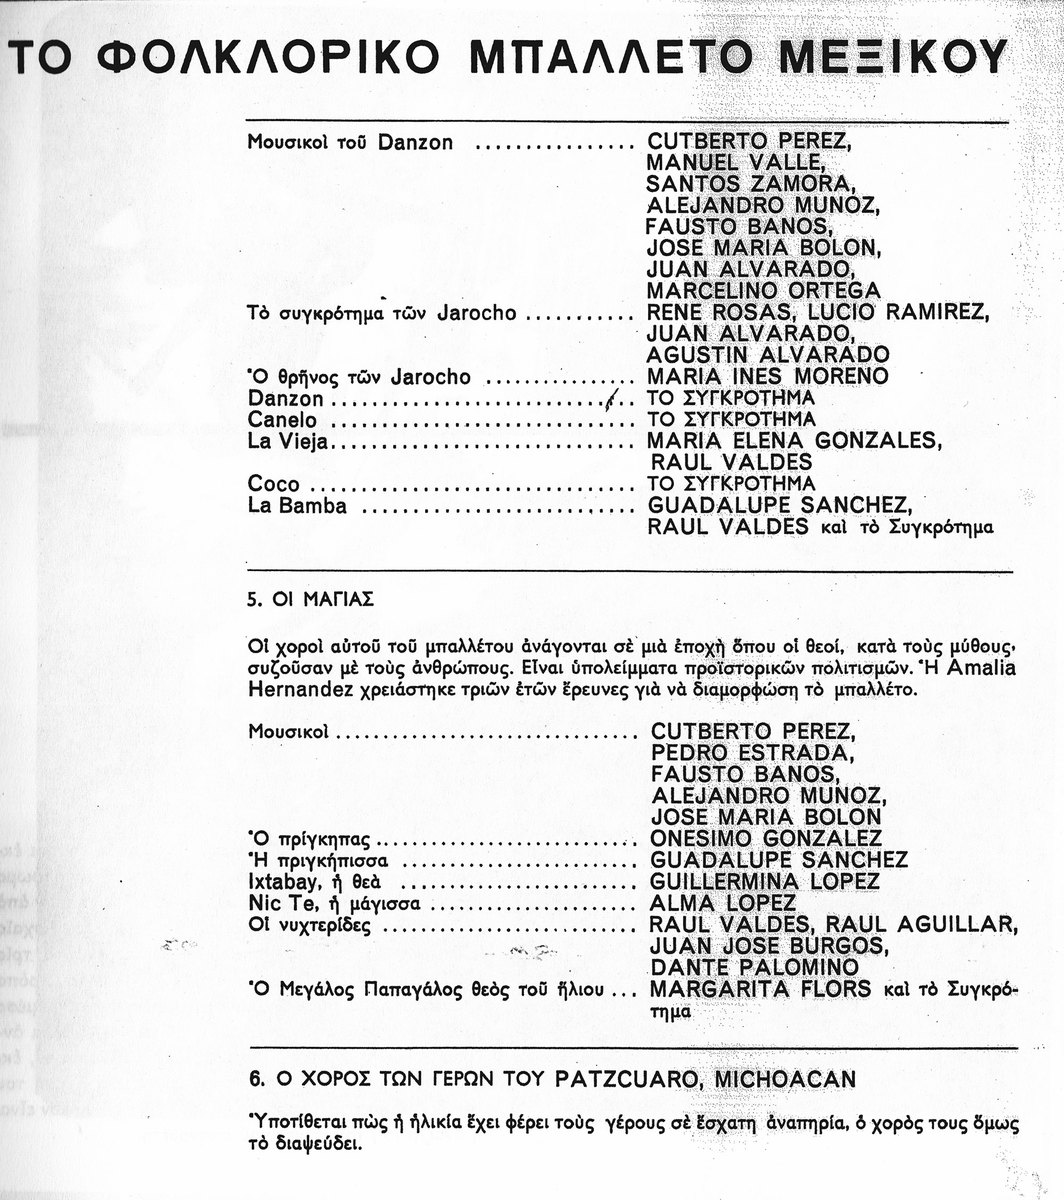 ΤΟ ΦΟΛΚΛΟΡΙΚΟ ΜΠΑΛΛΕΤΟ ΜΕΞΙΚΟΥ
Μουσικοὶ τοῦ Danzon ................ CUTBERTO PEREZ,
MANUEL VALLE,
SANTOS ZAMORA,
ALEJANDRO MUNOZ,
FAUSTO BANOS,
JOSE MARIA BOLON,
JUAN ALVARADO,
MARCELINO ORTEGA
Τὸ συγκρότημα τῶν Jarocho ........... RENE ROSAS, LUCIO RAMIREZ,
JUAN ALVARADO,
AGUSTIN ALVARADO
Ὁ θρῆνος τῶν Jarocho ............... MARIA INES MORENO
Danzon .............................. ΤΟ ΣΥΓΚΡΟΤΗΜΑ
Canelo .............................. ΤΟ ΣΥΓΚΡΟΤΗΜΑ
La Vieja.............................. MARIA ELENA GONZALES,
RAUL VALDES
Coco ................................ ΤΟ ΣΥΓΚΡΟΤΗΜΑ
La Bamba ........................... GUADALUPE SANCHEZ,
RAUL VALDES καὶ τὸ Συγκρότημα
5. ΟΙ ΜΑΓΙΑΣ
Οἱ χοροὶ αὐτοῦ τοῦ μπαλλέτου ἀνάγονται σὲ μιὰ ἐποχὴ ὅπου οἱ θεοί, κατὰ τοὺς μύθους,
συζοῦσαν μὲ τοὺς ἀνθρώπους. Εἶναι ὑπολείμματα προϊστορικῶν πολιτισμῶν. Ἡ Amalia
Hernandez χρειάστηκε τριῶν ἐτῶν ἔρευνες γιὰ νὰ διαμορφώση τὸ μπαλλέτο.
Μουσικοὶ .............................. CUTBERTO PEREZ,
PEDRO ESTRADA,
FAUSTO BANOS,
ALEJANDRO MUNOZ,
JOSE MARIA BOLON
Ὁ πρίγκηπας .......................... ONESIMO GONZALEZ
Ἡ πριγκήπισσα ....................... GUADALUPE SANCHEZ
Ixtabay, ἡ θεὰ ....................... GUILLERMINA LOPEZ
Nic Te, ἡ μάγισσα .................... ALMA LOPEZ
Οἱ νυχτερίδες ......................... RAUL VALDES, RAUL AGUILLAR,
JUAN JOSE BURGOS,
DANTE PALOMINO
Ὁ Μεγάλος Παπαγάλος θεὸς τοῦ ἥλιου ... MARGARITA FLORS καὶ τὸ Συγκρό-
τημα
6. Ο ΧΟΡΟΣ ΤΩΝ ΓΕΡΩΝ ΤΟΥ PATZCUARO, MICHOACAN
Ὑποτίθεται πὼς ἡ ἡλικία ἔχει φέρει τοὺς γέρους σὲ ἔσχατη ἀναπηρία, ὁ χορὸς τους ὅμως
τὸ διαψεύδει.